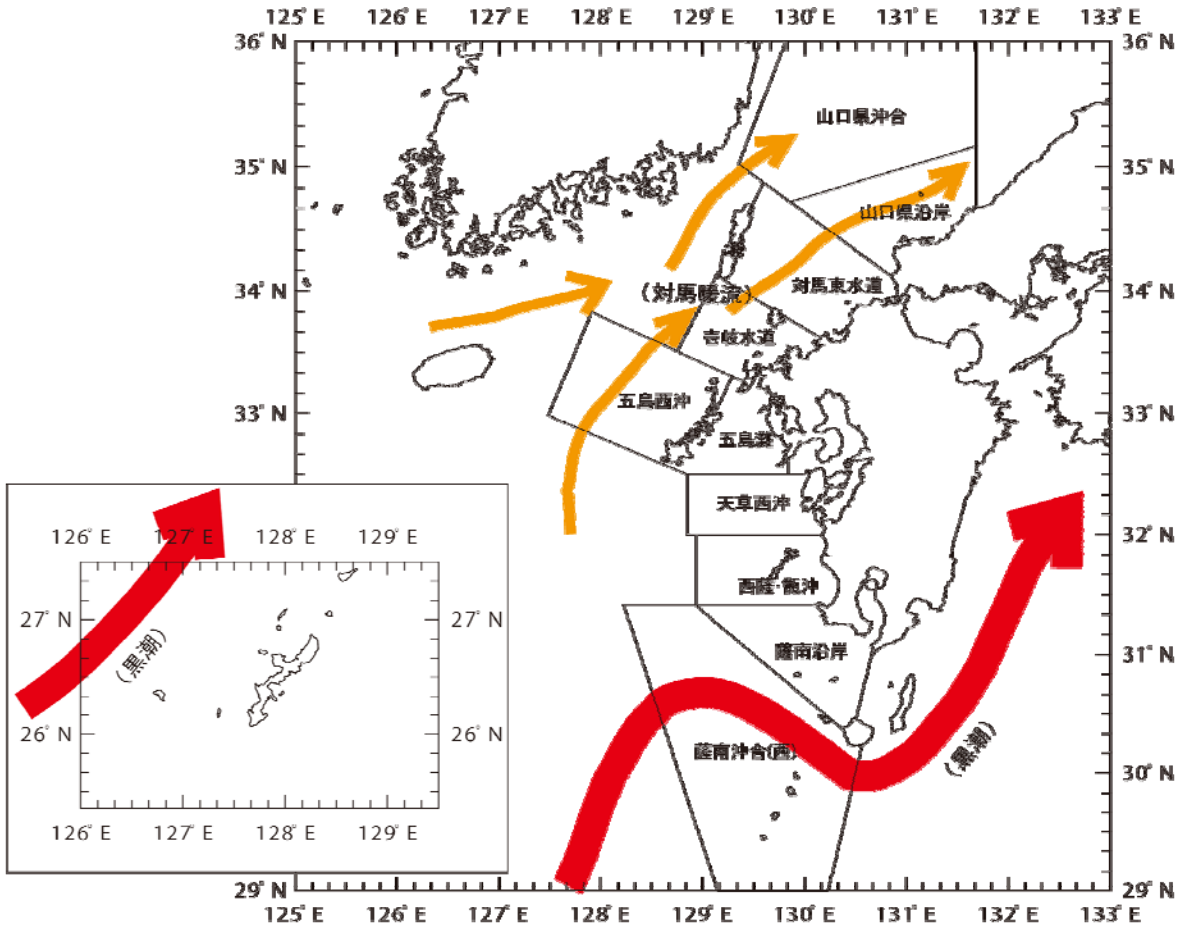 125° E 126° E 127° E 128° E 129° E 130° E 131° E 132° E 133° E
36° N 36° N
山口県沖合
35° N 35° N
山口県沿岸
34° N (対馬暖流) 対馬東水道 34° N
壱岐水道
33° N 五島西沖 33° N
五島灘
天草西沖
32° N
西薩・甑沖
薩南沿岸 31° N
薩南沖合(西) (黒潮)
30° N
29° N 29° N
125° E 126° E 127° E 128° E 129° E 130° E 131° E 132° E 133° E
126° E 127° E 128° E 129° E
27° N 27° N
(黒潮)
26° N 26° N
126° E 127° E 128° E 129° E